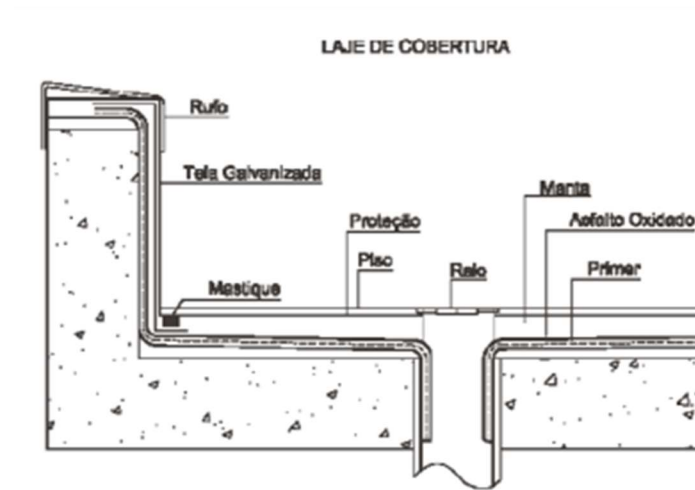 LAJE DE COBERTURA
Rufo
Tela Galvanizada
Manta
Proteção
Asfalto Oxidado
Piso
Ralo
Primer
Mastique